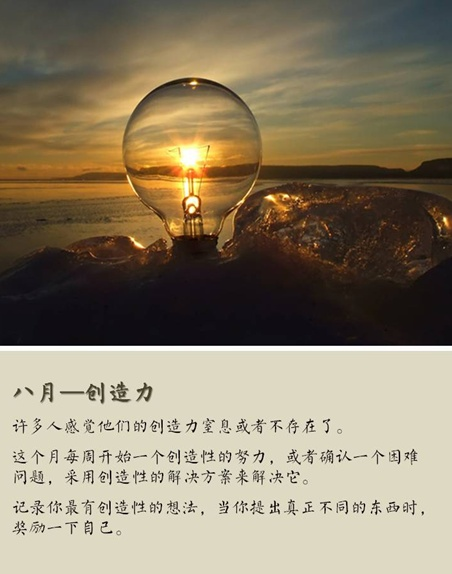 八月—创造力
许多人感觉他们的创造力窒息或者不存在了。
这个月每周开始一个创造性的努力，或者确认一个困难
问题，采用创造性的解决方案来解决它。
记录你最有创造性的想法，当你提出真正不同的东西时，
奖励一下自己。